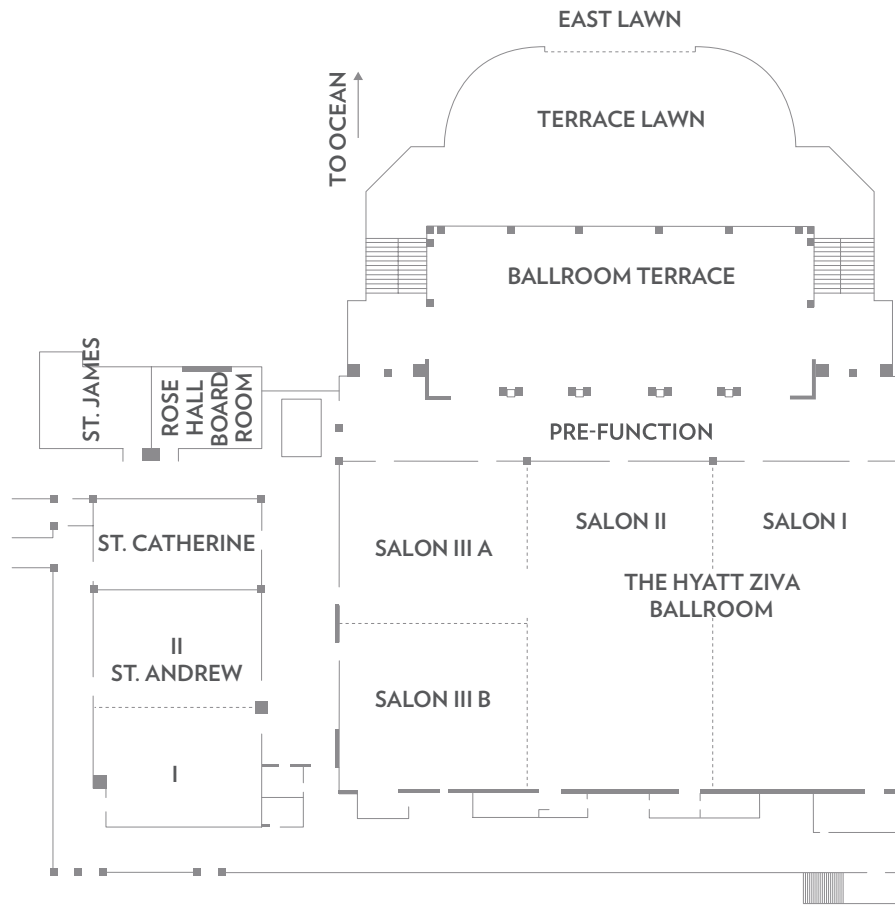 EAST LAWN
TO OCEAN
TERRACE LAWN
BALLROOM TERRACE
ST. JAMES
ROSE
HALL
BOARD
ROOM
PRE-FUNCTION
ST. CATHERINE
SALON III A
SALON II
SALON I
THE HYATT ZIVA
BALLROOM
II
ST. ANDREW
SALON III B
I